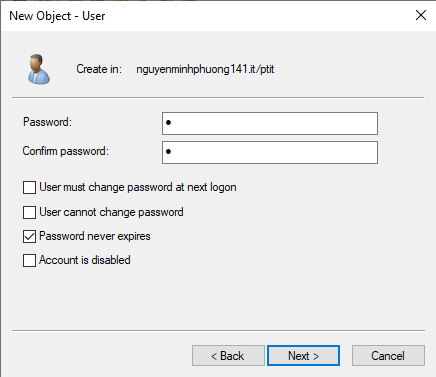 New Object - User
Create in: nguyenminhphuong141.it/ptit
Password: •
Confirm password: •
User must change password at next logon
User cannot change password
Password never expires
Account is disabled
< Back Next > Cancel